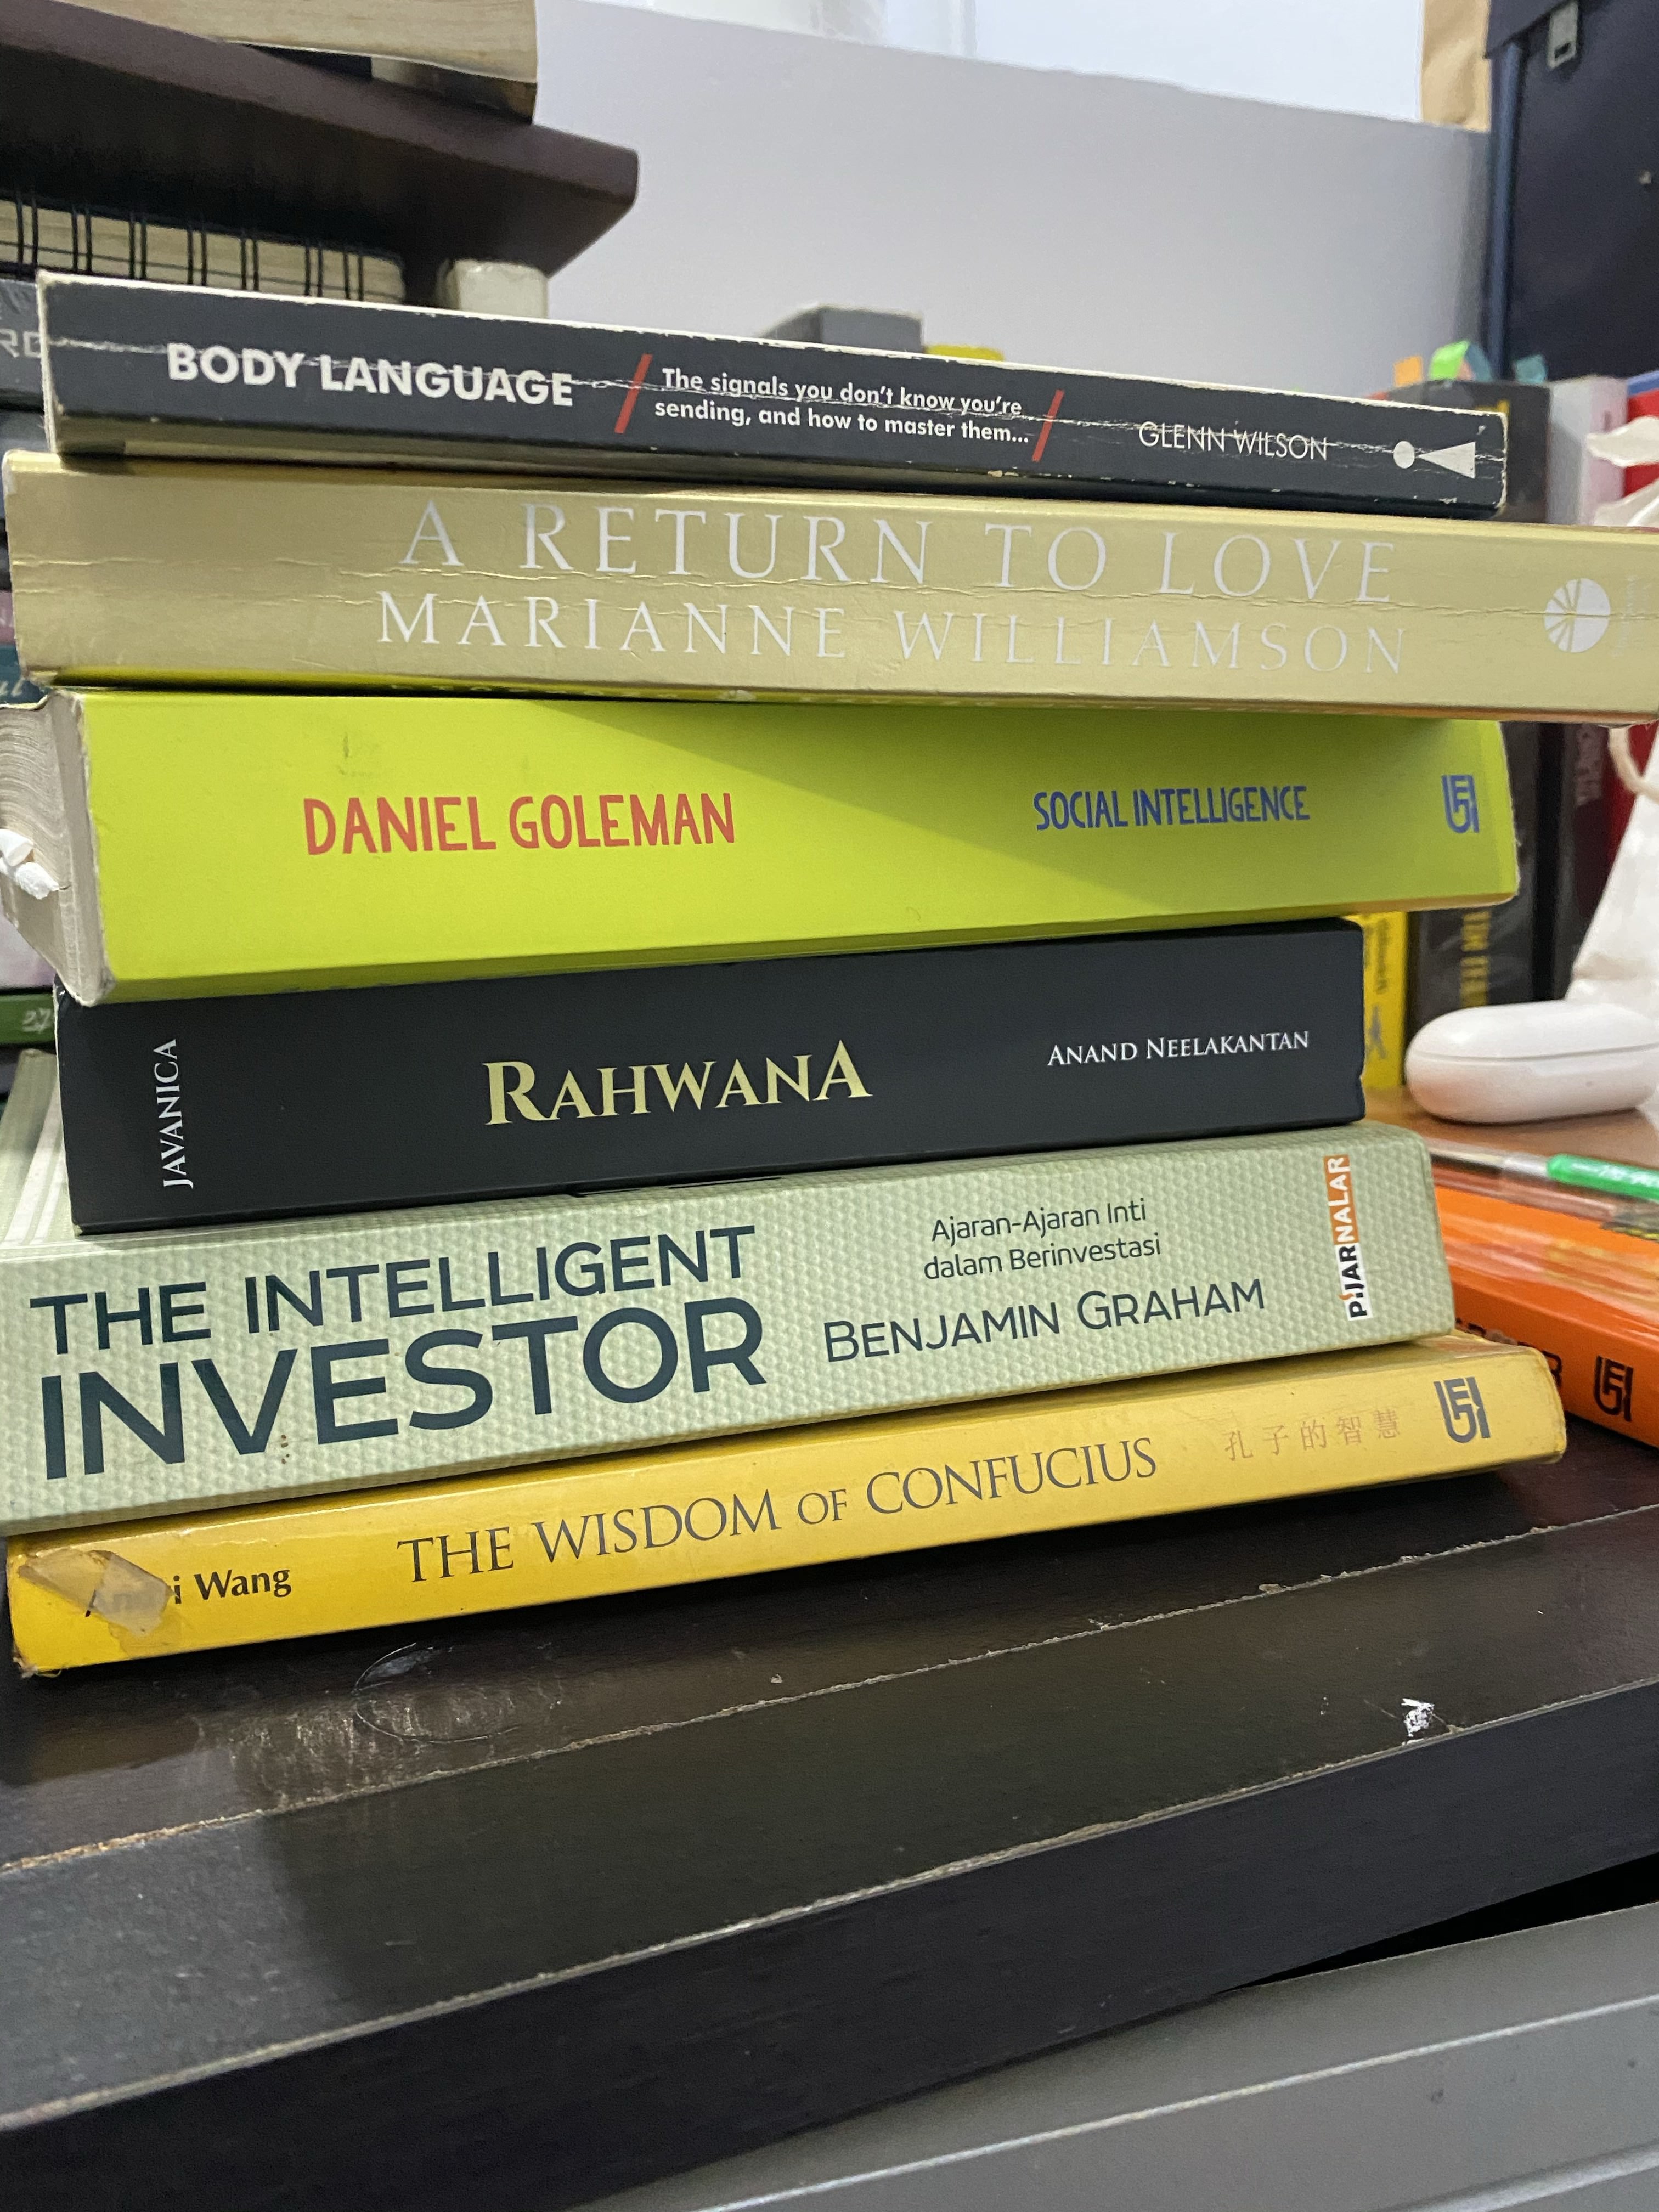 BODY LANGUAGE
The signals you don't know you're
sending, and how to master them...
GLENN WILSON
A RETURN TO LOVE
MARIANNE WILLIAMSON
DANIEL GOLEMAN
SOCIAL INTELLIGENCE
JAVANICA
RAHWANA
ANAND NEELAKANTAN
THE INTELLIGENT
INVESTOR
Ajaran-Ajaran Inti
dalam Berinvestasi
BENJAMIN GRAHAM
PIJARNALAR
Wang
THE WISDOM OF CONFUCIUS
孔子的智慧